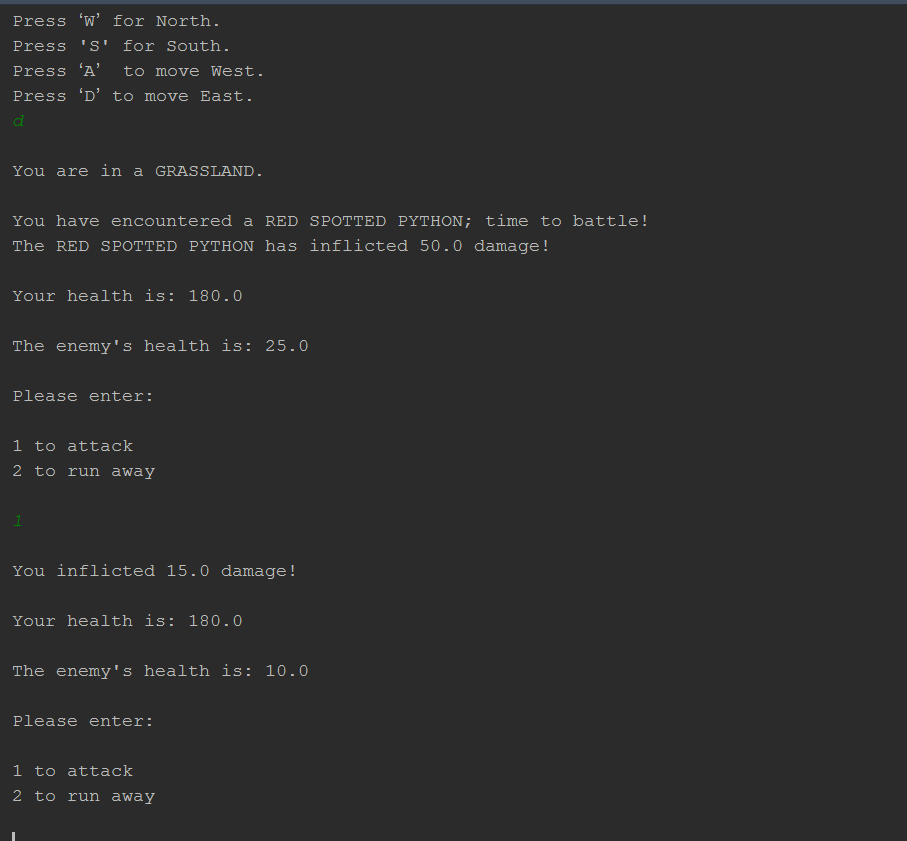 Press ‘W’ for North.
Press 'S' for South.
Press ‘A’  to move West.
Press ‘D’ to move East.
d
You are in a GRASSLAND.
You have encountered a RED SPOTTED PYTHON; time to battle!
The RED SPOTTED PYTHON has inflicted 50.0 damage!
Your health is: 180.0
The enemy's health is: 25.0
Please enter:
1 to attack
2 to run away
1
You inflicted 15.0 damage!
Your health is: 180.0
The enemy's health is: 10.0
Please enter:
1 to attack
2 to run away